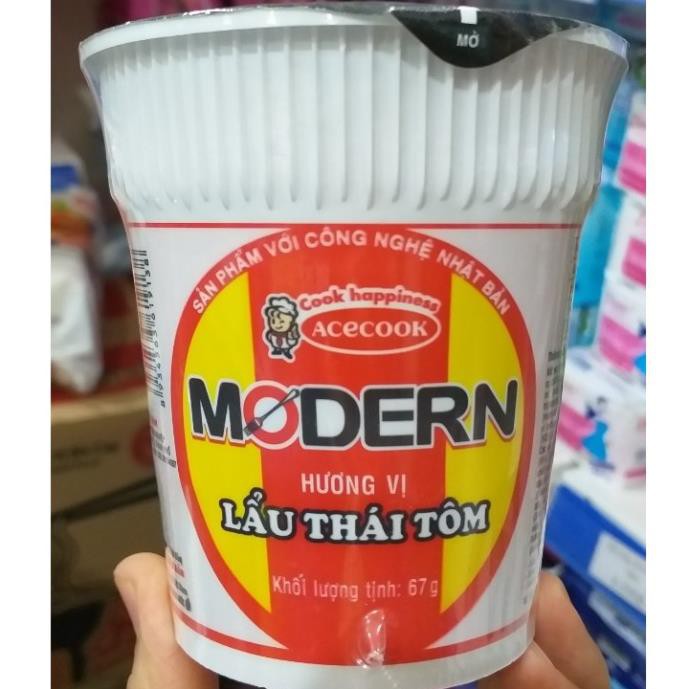 MỞ
SẢN PHẨM VỚI CÔNG NGHỆ NHẬT BẢN
Cook happiness
ACECOOK
MODERN
HƯƠNG VỊ
LẨU THÁI TÔM
Khối lượng tịnh: 67 g